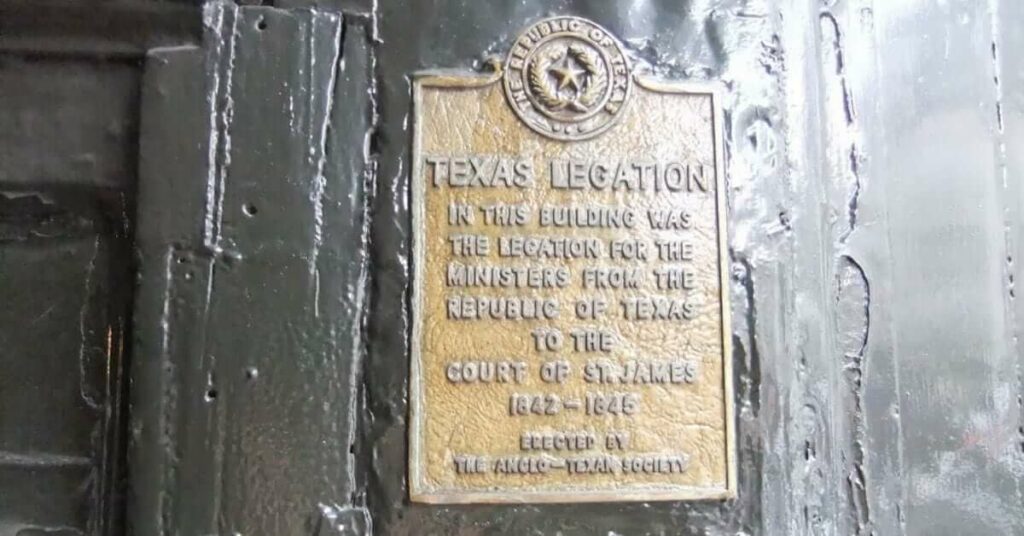 THE REPUBLIC OF TEXAS
TEXAS LEGATION
IN THIS BUILDING WAS
THE LEGATION FOR THE
MINISTERS FROM THE
REPUBLIC OF TEXAS
TO THE
COURT OF ST. JAMES
1842 – 1845
ERECTED BY
THE ANGLO – TEXAN SOCIETY